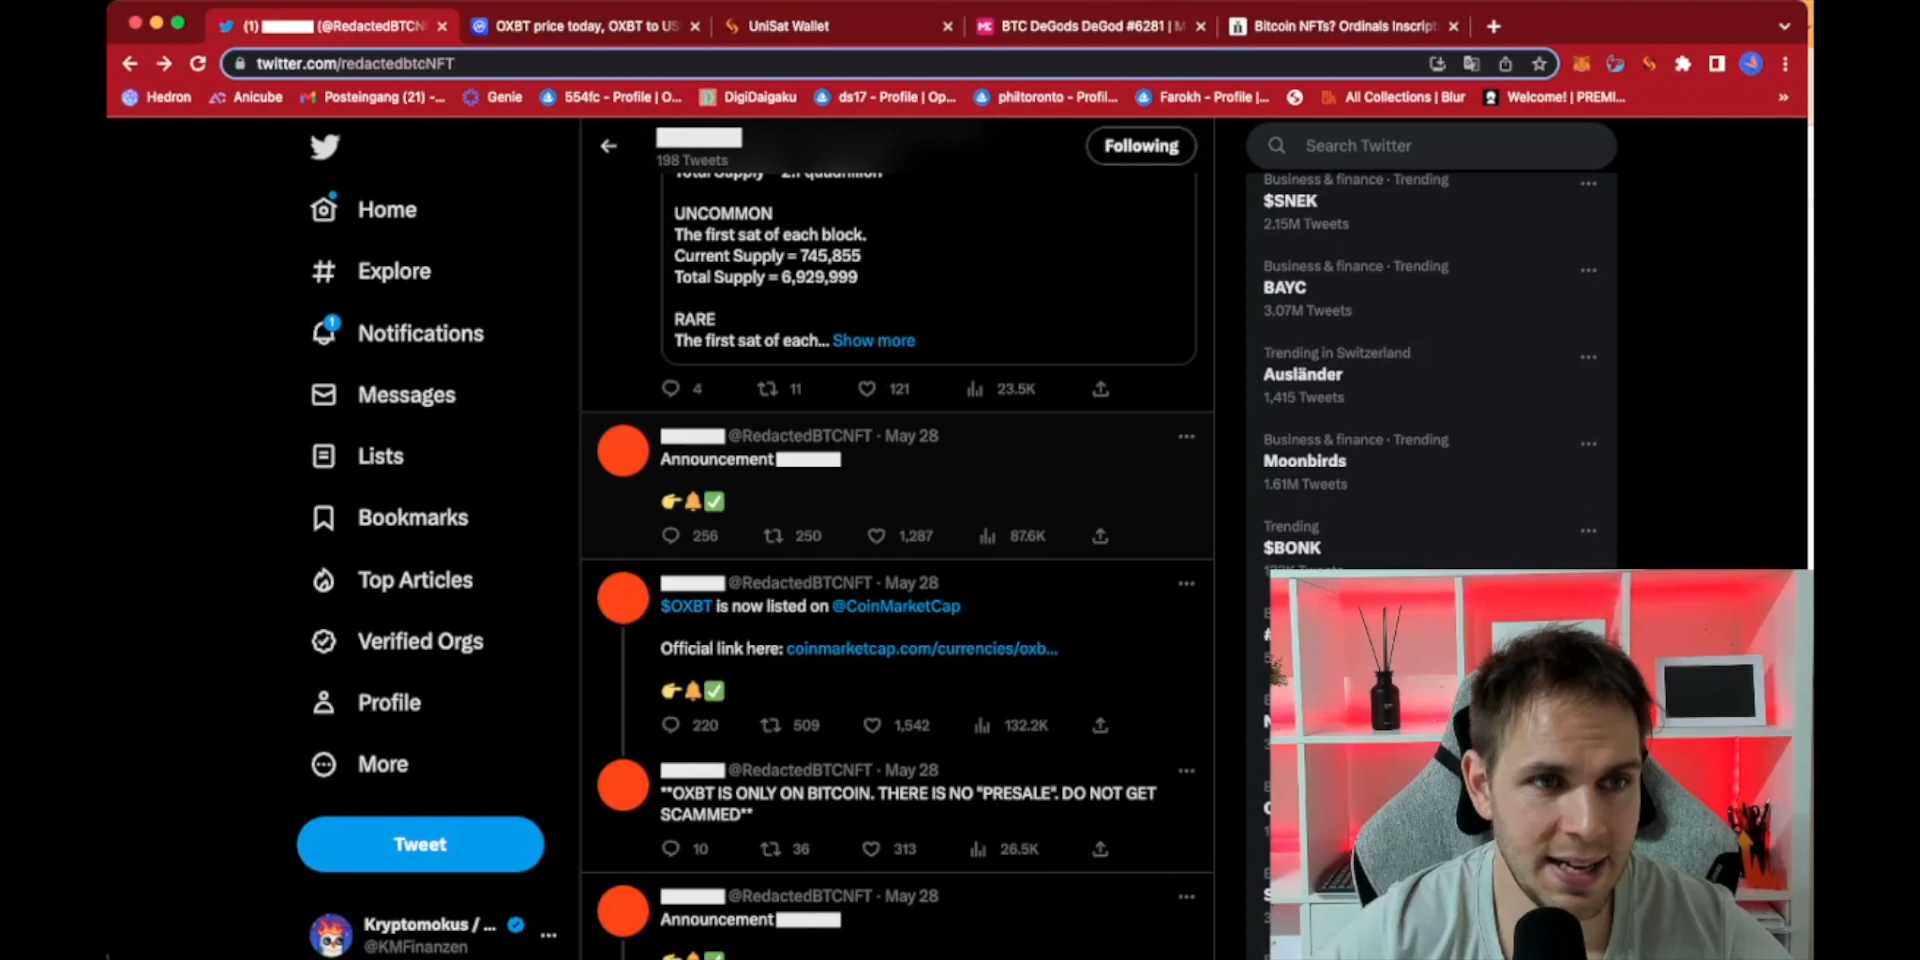 (1) (@RedactedBTCN
OXBT price today, OXBT to US
UniSat Wallet
BTC DeGods DeGod #6281 | M
Bitcoin NFTs? Ordinals Inscript
twitter.com/redactedbtcNFT
Hedron
Anicube
Posteingang (21) -...
Genie
554fc - Profile | O...
DigiDaigaku
ds17 - Profile | Op...
philtoronto - Profil...
Farokh - Profile |...
All Collections | Blur
Welcome! | PREMI...
Home
Explore
Notifications
1
Messages
Lists
Bookmarks
Top Articles
Verified Orgs
Profile
More
Tweet
Kryptomokus / ...
@KMFinanzen
198 Tweets
Following
Total Supply = 2.1 quadrillion
UNCOMMON
The first sat of each block.
Current Supply = 745,855
Total Supply = 6,929,999
RARE
The first sat of each... Show more
4 11 121 23.5K
@RedactedBTCNFT · May 28
Announcement
👉🔔✅
256 250 1,287 87.6K
@RedactedBTCNFT · May 28
$OXBT is now listed on @CoinMarketCap
Official link here: coinmarketcap.com/currencies/oxb...
👉🔔✅
220 509 1,542 132.2K
@RedactedBTCNFT · May 28
**OXBT IS ONLY ON BITCOIN. THERE IS NO "PRESALE". DO NOT GET
SCAMMED**
10 36 313 26.5K
@RedactedBTCNFT · May 28
Announcement
Search Twitter
Business & finance · Trending
$SNEK
2.15M Tweets
Business & finance · Trending
BAYC
3.07M Tweets
Trending in Switzerland
Ausländer
1,415 Tweets
Business & finance · Trending
Moonbirds
1.61M Tweets
Trending
$BONK